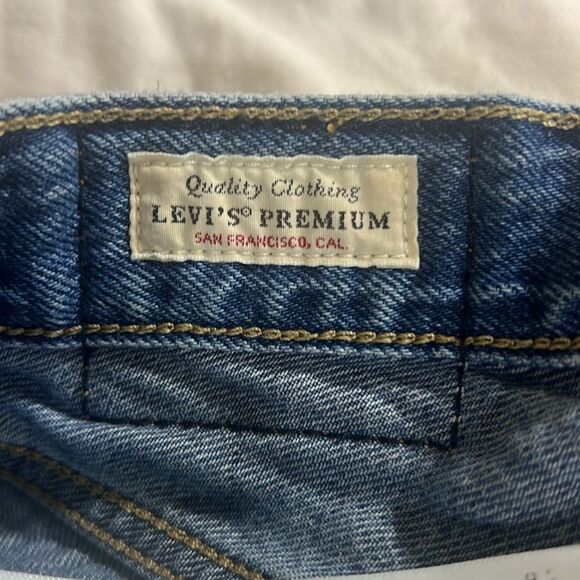 Quality Clothing
LEVI'S® PREMIUM
SAN FRANCISCO, CAL.